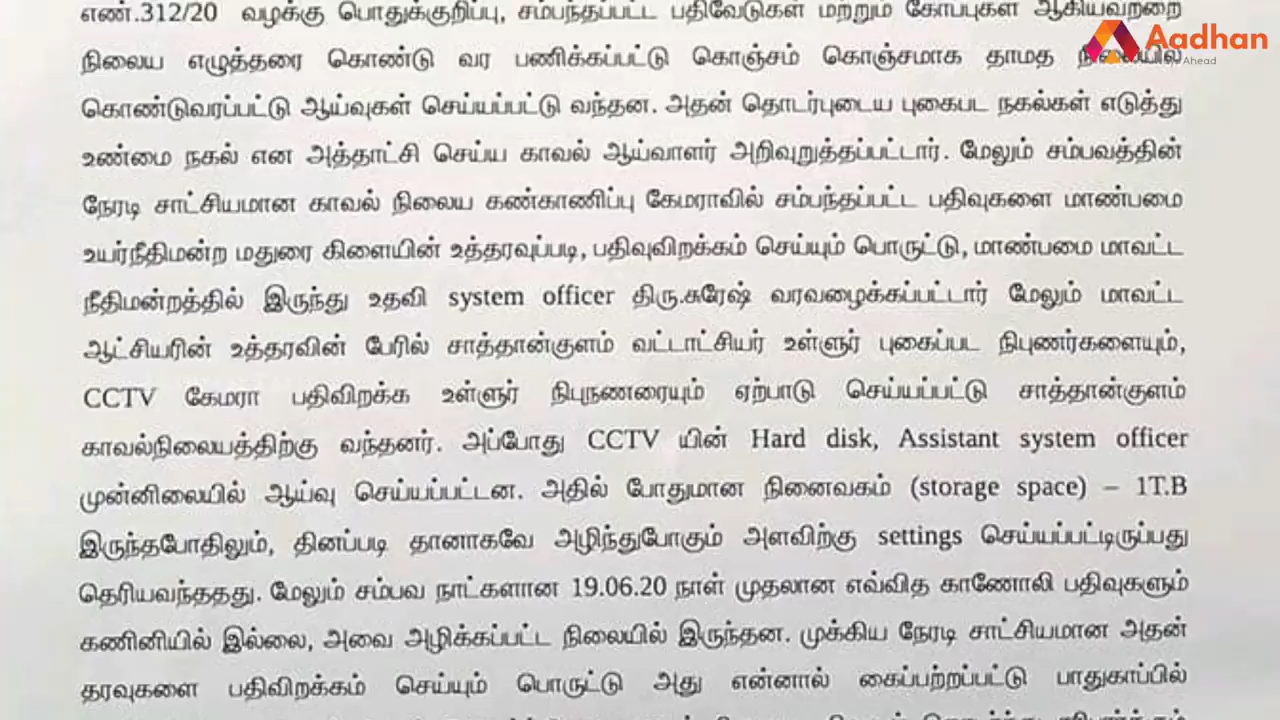 எண்.312/20 வழக்கு பொதுக்குறிப்பு, சம்பந்தப்பட்ட பதிவேடுகள் மற்றும் கோப்புகள் ஆகியவற்றை
Aadhan
Ahead
நிலைய எழுத்தரை கொண்டு வர பணிக்கப்பட்டு கொஞ்சம் கொஞ்சமாக தாமத நிலையில்
கொண்டுவரப்பட்டு ஆய்வுகள் செய்யப்பட்டு வந்தன. அதன் தொடர்புடைய புகைபட நகல்கள் எடுத்து
உண்மை நகல் என அத்தாட்சி செய்ய காவல் ஆய்வாளர் அறிவுறுத்தப்பட்டார். மேலும் சம்பவத்தின்
நேரடி சாட்சியமான காவல் நிலைய கண்காணிப்பு கேமராவில் சம்பந்தப்பட்ட பதிவுகளை மாண்பமை
உயர்நீதிமன்ற மதுரை கிளையின் உத்தரவுப்படி, பதிவுவிறக்கம் செய்யும் பொருட்டு, மாண்பமை மாவட்ட
நீதிமன்றத்தில் இருந்து உதவி system officer திரு.சுரேஷ் வரவழைக்கப்பட்டார் மேலும் மாவட்ட
ஆட்சியரின் உத்தரவின் பேரில் சாத்தான்குளம் வட்டாட்சியர் உள்ளுர் புகைப்பட நிபுணர்களையும்,
CCTV கேமரா பதிவிறக்க உள்ளுர் நிபுநணரையும் ஏற்பாடு செய்யப்பட்டு சாத்தான்குளம்
காவல்நிலையத்திற்கு வந்தனர். அப்போது CCTV யின் Hard disk, Assistant system officer
முன்னிலையில் ஆய்வு செய்யப்பட்டன. அதில் போதுமான நினைவகம் (storage space) – 1T.B
இருந்தபோதிலும், தினப்படி தானாகவே அழிந்துபோகும் அளவிற்கு settings செய்யப்பட்டிருப்பது
தெரியவந்ததது. மேலும் சம்பவ நாட்களான 19.06.20 நாள் முதலான எவ்வித காணோலி பதிவுகளும்
கணினியில் இல்லை, அவை அழிக்கப்பட்ட நிலையில் இருந்தன. முக்கிய நேரடி சாட்சியமான அதன்
தரவுகளை பதிவிறக்கம் செய்யும் பொருட்டு அது என்னால் கைப்பற்றப்பட்டு பாதுகாப்பில்